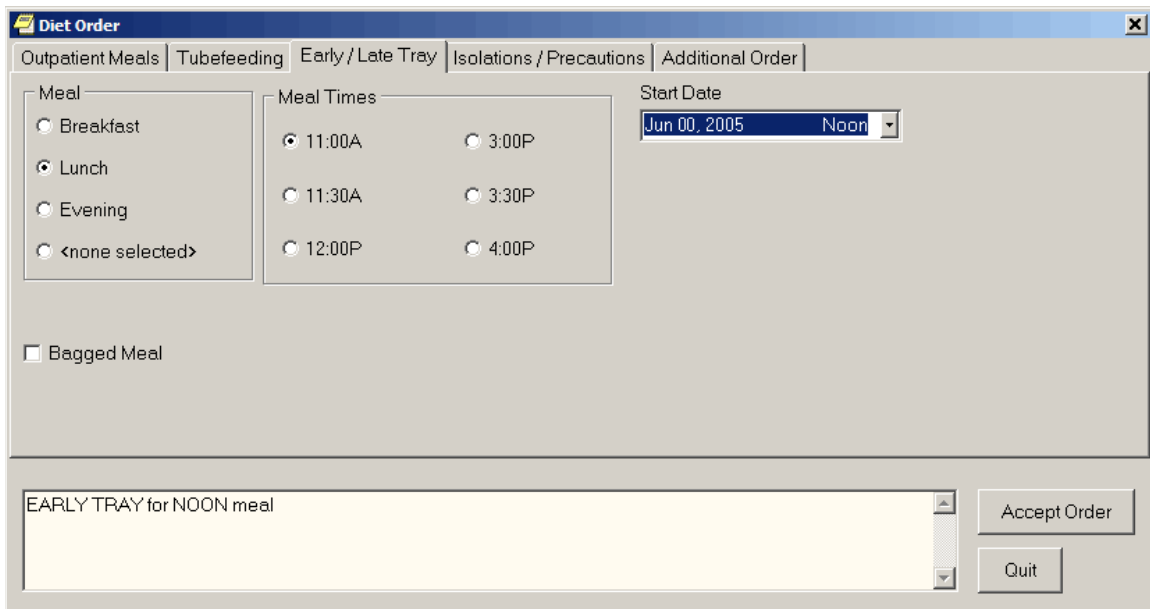 Diet Order
Outpatient Meals Tubefeeding Early / Late Tray Isolations / Precautions Additional Order
Meal
Breakfast
Lunch
Evening
<none selected>
Meal Times
11:00A 3:00P
11:30A 3:30P
12:00P 4:00P
Start Date
Jun 00, 2005 Noon
Bagged Meal
EARLY TRAY for NOON meal
Accept Order
Quit